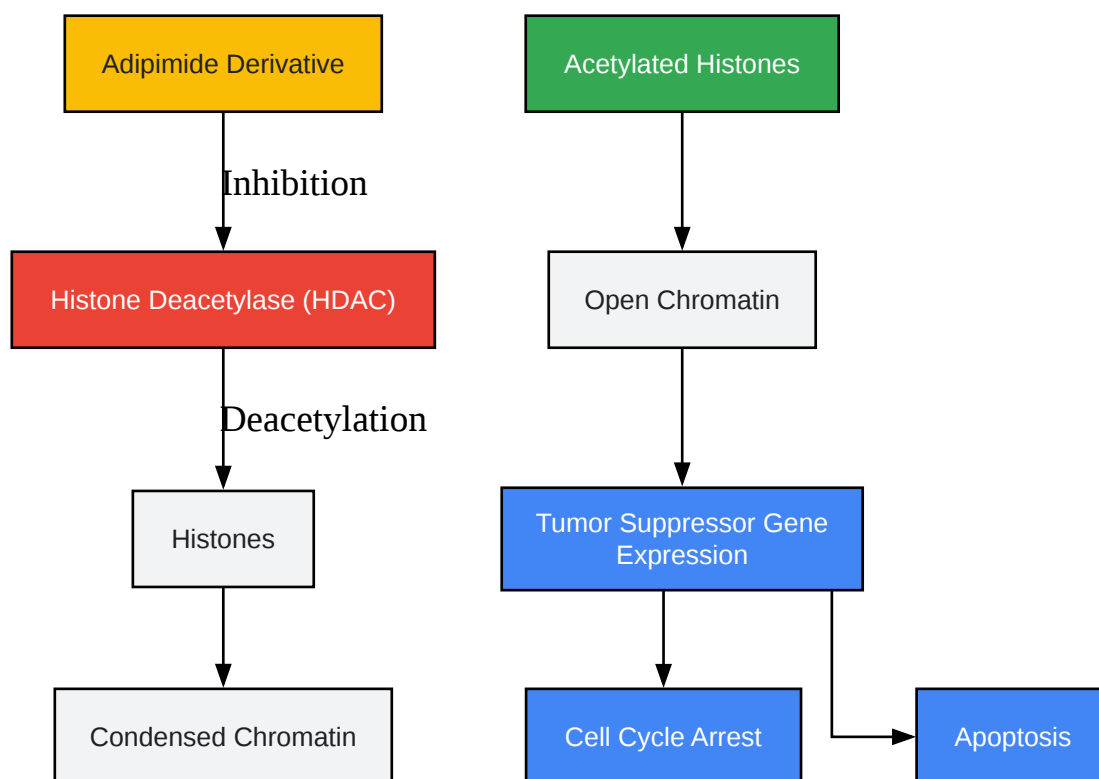 Adipimide Derivative
Acetylated Histones
Inhibition
Histone Deacetylase (HDAC)
Open Chromatin
Deacetylation
Histones
Tumor Suppressor Gene
Expression
Condensed Chromatin
Cell Cycle Arrest
Apoptosis